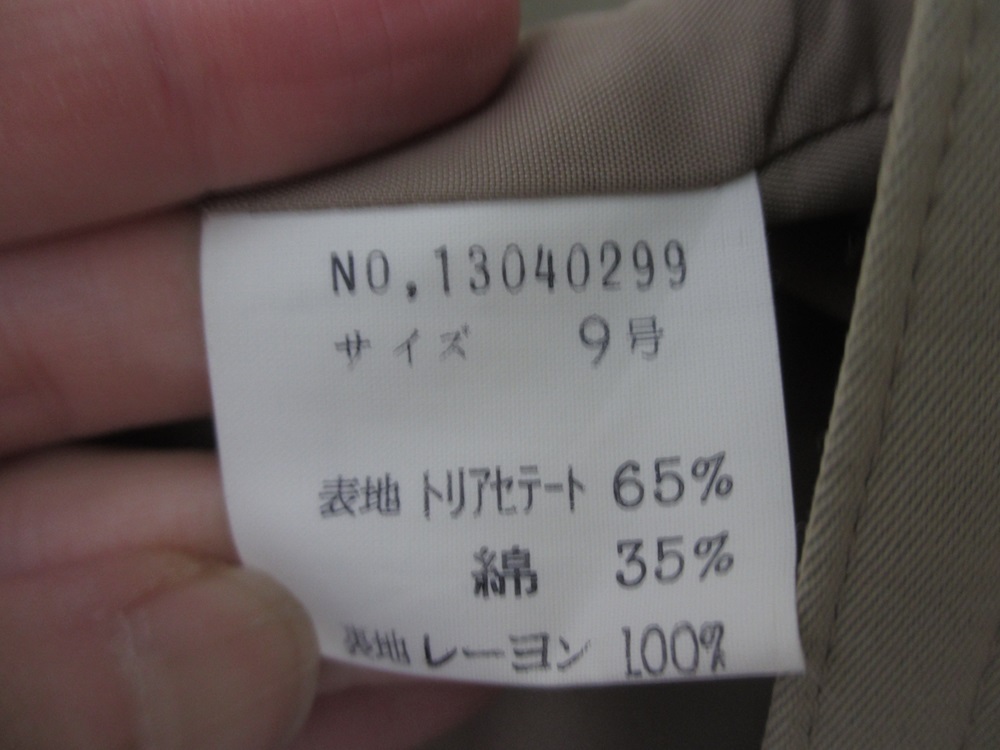 NO,13040299
サイズ 9号
表地 トリアセテート 65%
綿 35%
裏地 レーヨン 100%